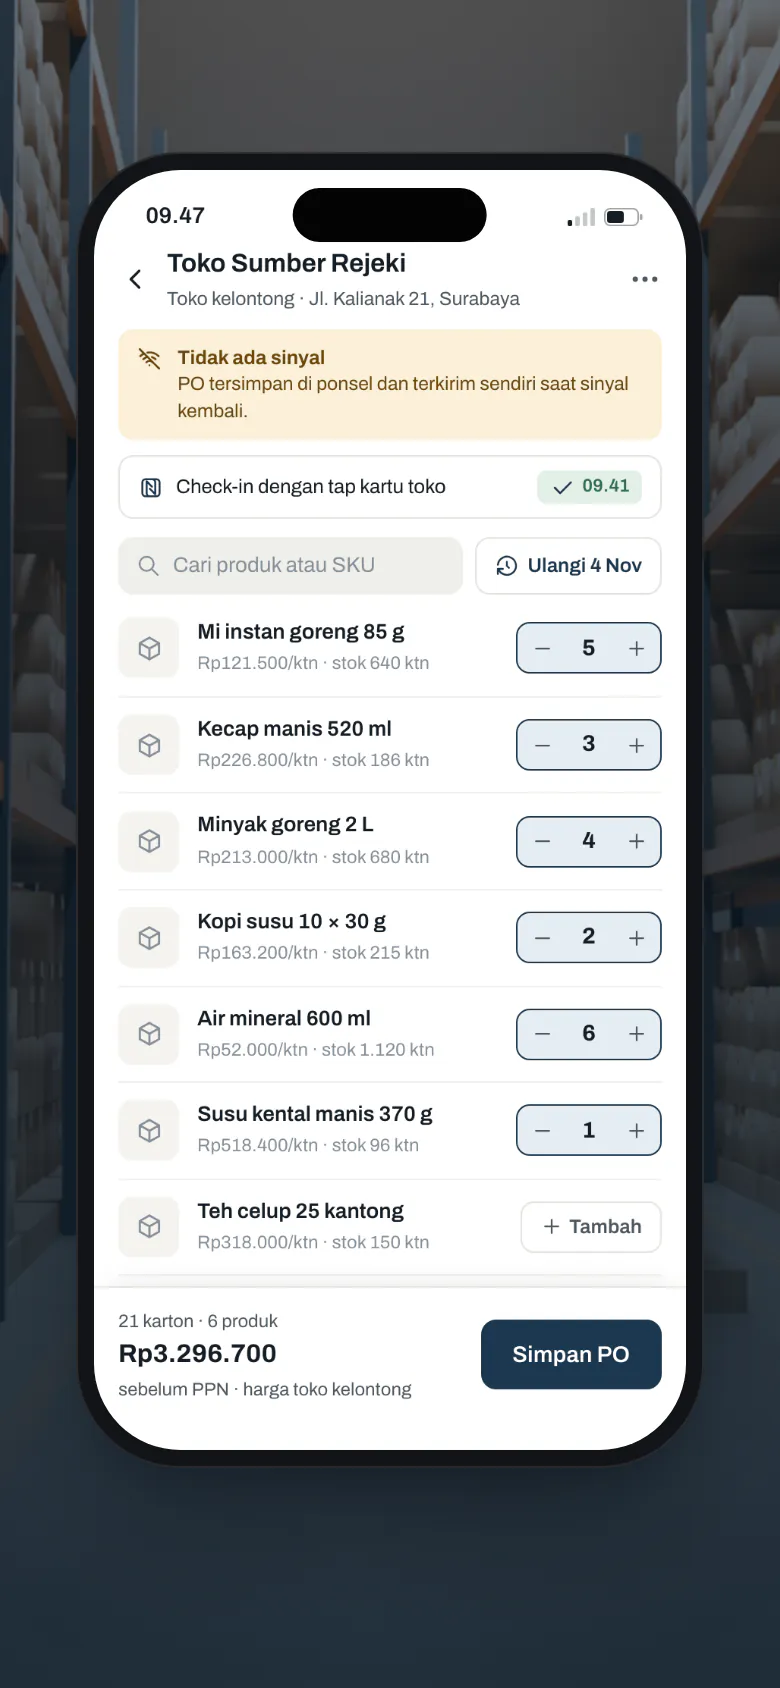 09.47
Toko Sumber Rejeki
Toko kelontong · Jl. Kalianak 21, Surabaya
Tidak ada sinyal
PO tersimpan di ponsel dan terkirim sendiri saat sinyal
kembali.
Check-in dengan tap kartu toko
09.41
Cari produk atau SKU
Ulangi 4 Nov
Mi instan goreng 85 g
Rp121.500/ktn · stok 640 ktn
5
Kecap manis 520 ml
Rp226.800/ktn · stok 186 ktn
3
Minyak goreng 2 L
Rp213.000/ktn · stok 680 ktn
4
Kopi susu 10 × 30 g
Rp163.200/ktn · stok 215 ktn
2
Air mineral 600 ml
Rp52.000/ktn · stok 1.120 ktn
6
Susu kental manis 370 g
Rp518.400/ktn · stok 96 ktn
1
Teh celup 25 kantong
Rp318.000/ktn · stok 150 ktn
Tambah
21 karton · 6 produk
Rp3.296.700
sebelum PPN · harga toko kelontong
Simpan PO